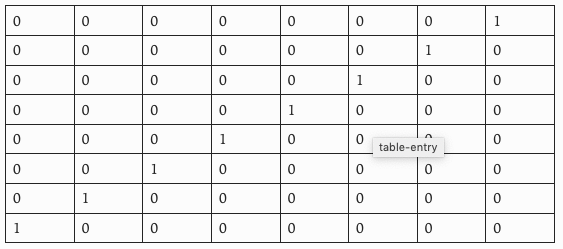 0 0 0 0 0 0 0 1
0 0 0 0 0 0 1 0
0 0 0 0 0 1 0 0
0 0 0 0 1 0 0 0
0 0 0 1 0 0 0
table-entry
0 0 1 0 0 0 0 0
0 1 0 0 0 0 0 0
1 0 0 0 0 0 0 0